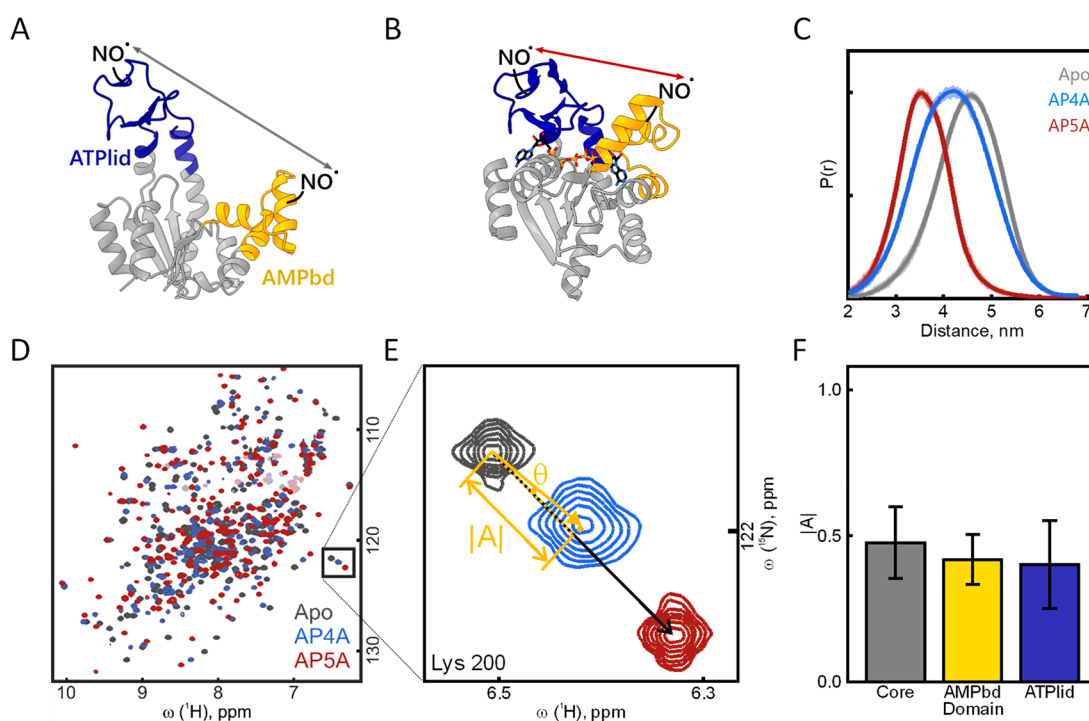 A
NO•
ATPlid
NO•
AMPbd
B
NO•
NO•
C
P(r)
Apo
AP4A
AP5A
2 3 4 5 6 7
Distance, nm
D
110
120
130
Apo
AP4A
AP5A
10 9 8 7
ω (¹H), ppm
E
θ
|A|
Lys 200
122
ω (¹⁵N), ppm
6.5 6.3
ω (¹H), ppm
F
|A|
1.0
0.5
0.0
Core AMPbd ATPlid
Domain